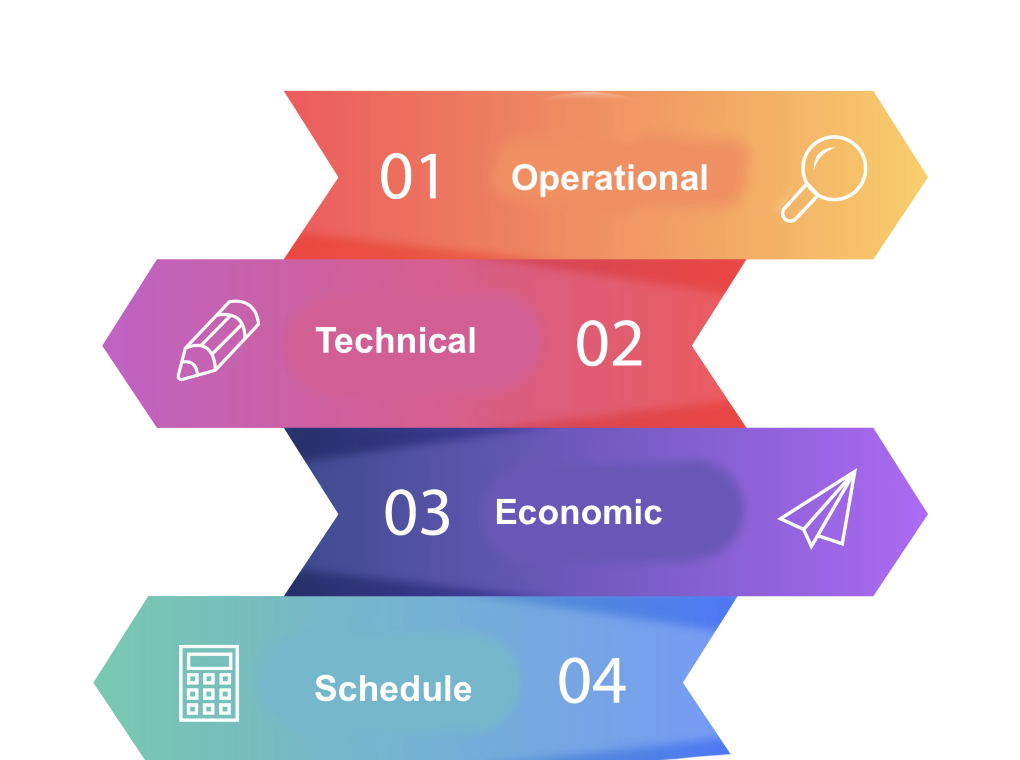 01 Operational
Technical 02
03 Economic
Schedule 04